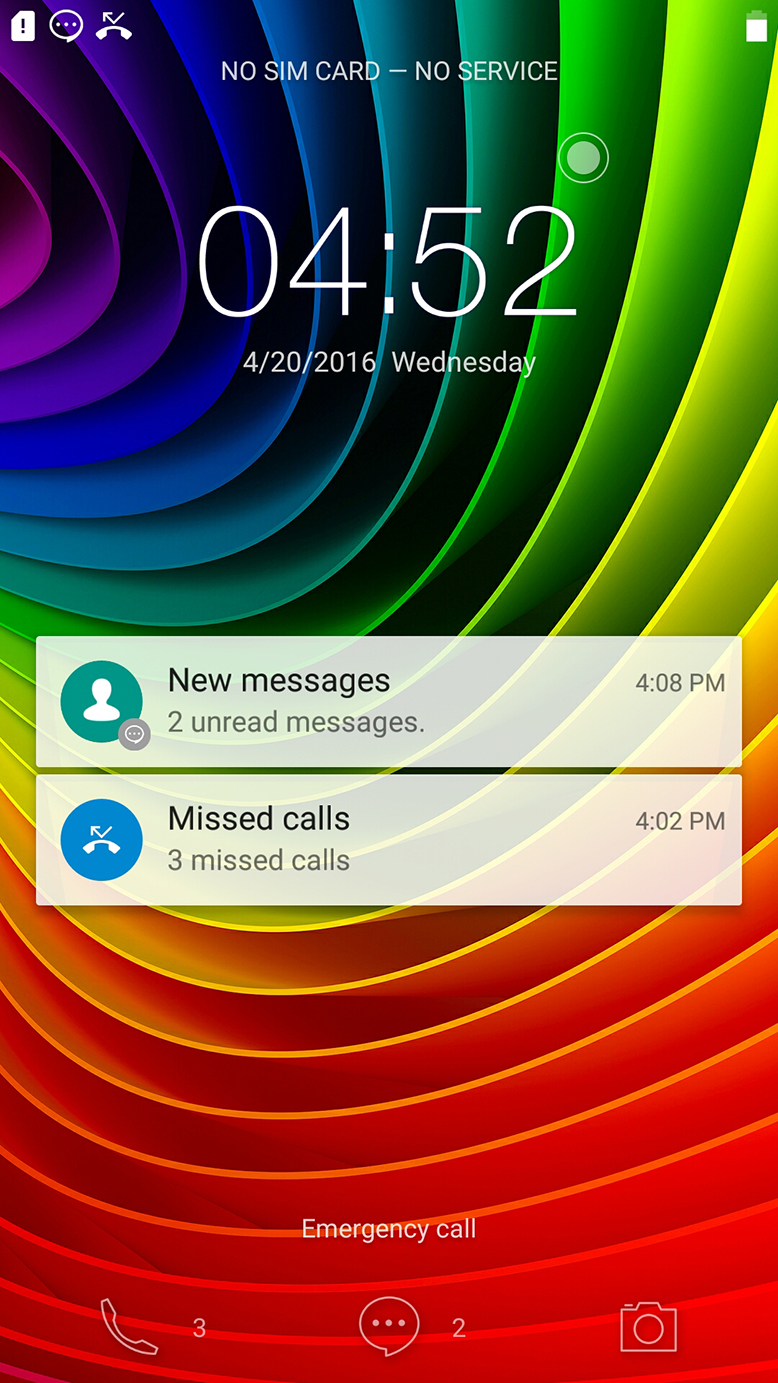 NO SIM CARD — NO SERVICE
04:52
4/20/2016 Wednesday
New messages 4:08 PM
2 unread messages.
Missed calls 4:02 PM
3 missed calls
Emergency call
3 2